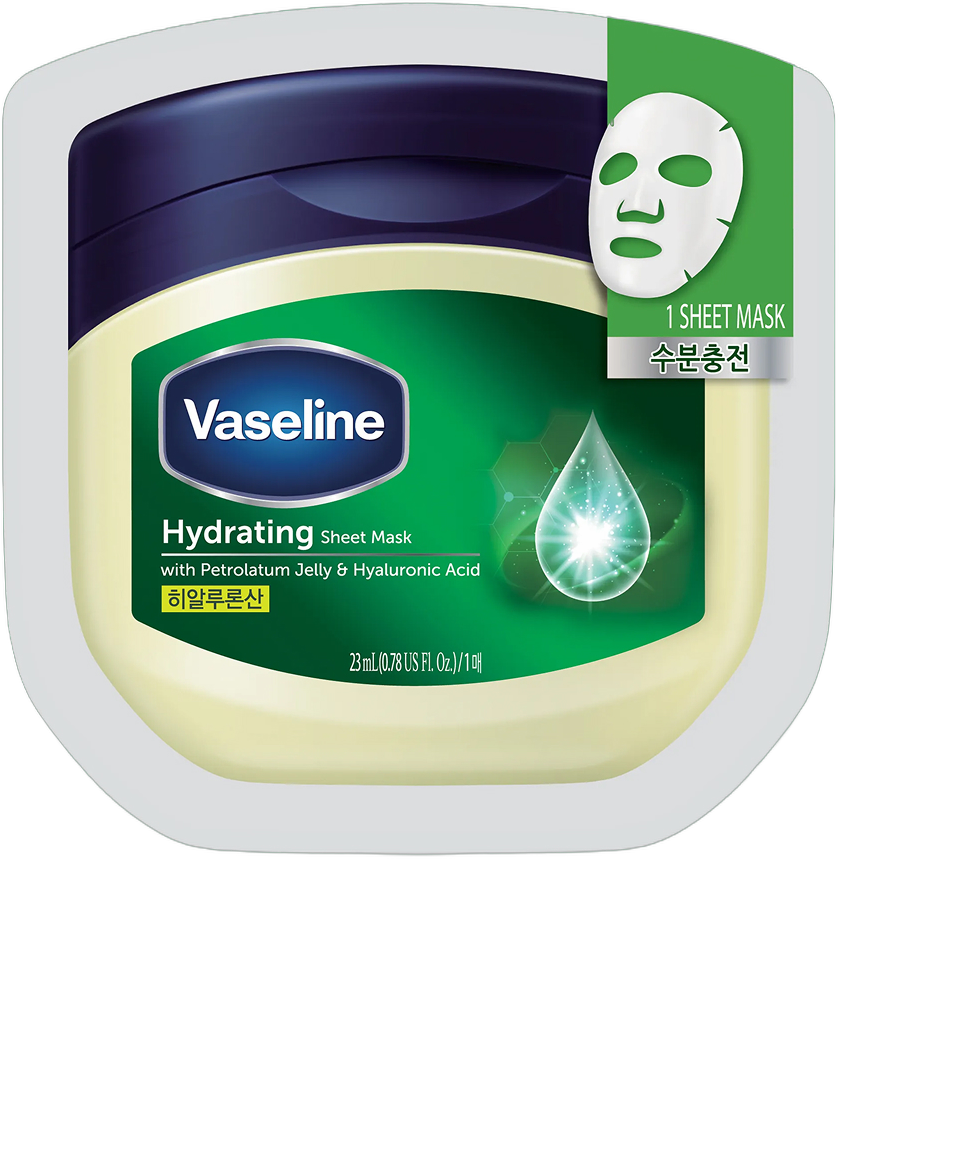 1 SHEET MASK
수분충전
Vaseline
Hydrating Sheet Mask
with Petrolatum Jelly & Hyaluronic Acid
히알루론산
23 mL (0.78 US Fl. Oz.) / 1매